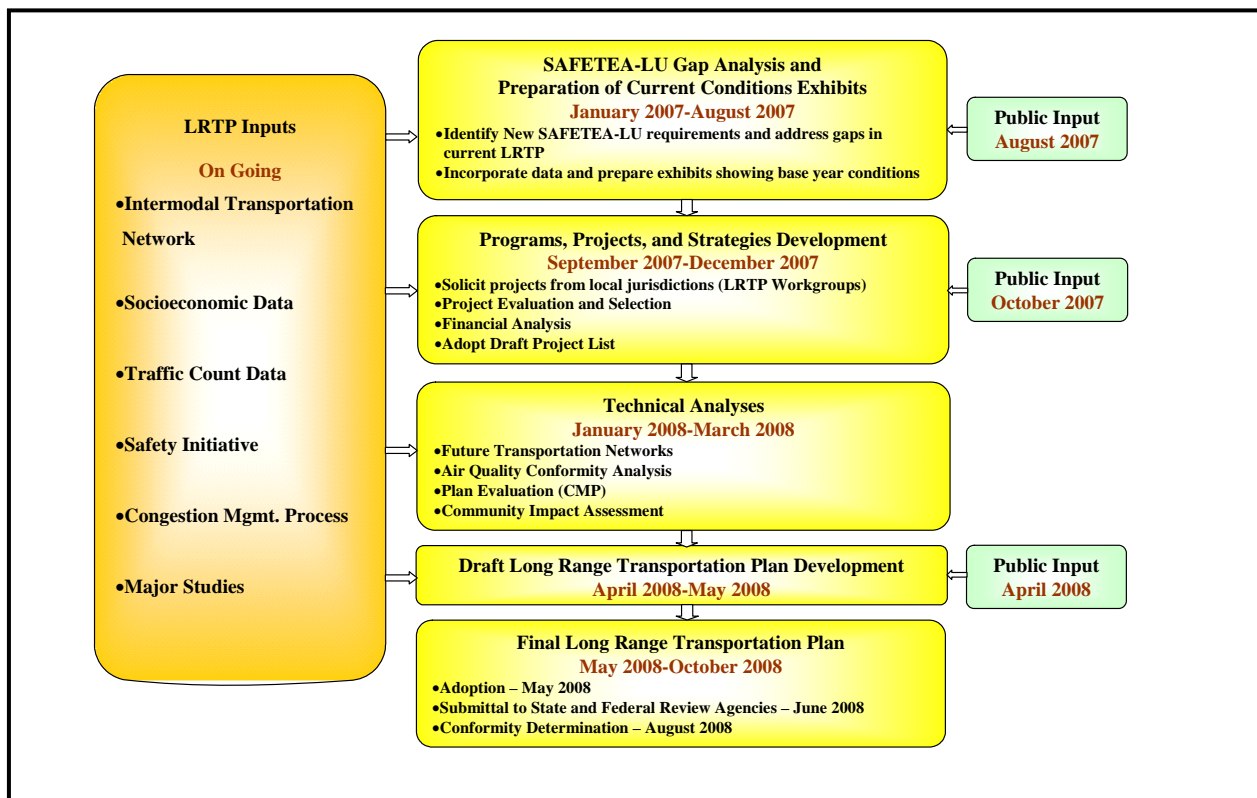 LRTP Inputs
On Going
•Intermodal Transportation
Network
•Socioeconomic Data
•Traffic Count Data
•Safety Initiative
•Congestion Mgmt. Process
•Major Studies
SAFETEA-LU Gap Analysis and
Preparation of Current Conditions Exhibits
January 2007-August 2007
•Identify New SAFETEA-LU requirements and address gaps in
current LRTP
•Incorporate data and prepare exhibits showing base year conditions
Public Input
August 2007
Programs, Projects, and Strategies Development
September 2007-December 2007
•Solicit projects from local jurisdictions (LRTP Workgroups)
•Project Evaluation and Selection
•Financial Analysis
•Adopt Draft Project List
Public Input
October 2007
Technical Analyses
January 2008-March 2008
•Future Transportation Networks
•Air Quality Conformity Analysis
•Plan Evaluation (CMP)
•Community Impact Assessment
Draft Long Range Transportation Plan Development
April 2008-May 2008
Public Input
April 2008
Final Long Range Transportation Plan
May 2008-October 2008
•Adoption – May 2008
•Submittal to State and Federal Review Agencies – June 2008
•Conformity Determination – August 2008